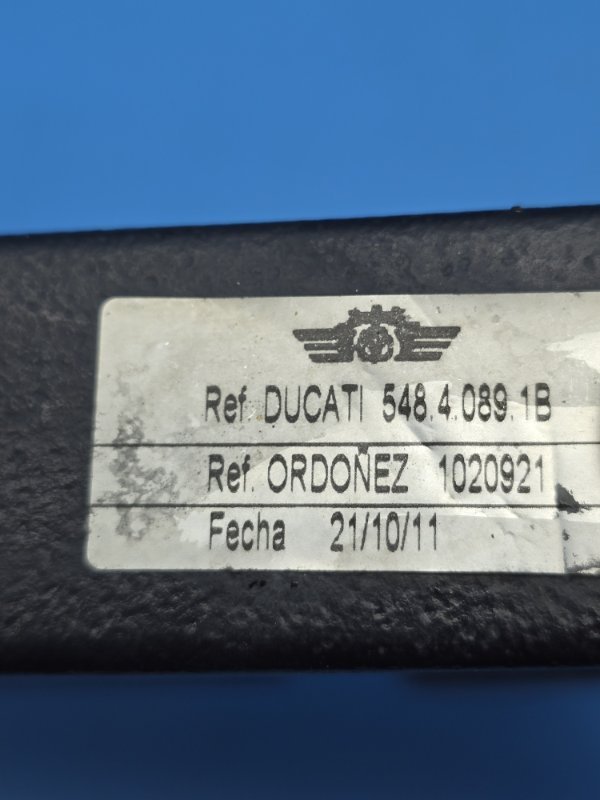 Ref. DUCATI 548.4.089.1B
Ref. ORDOÑEZ 1020921
Fecha 21/10/11